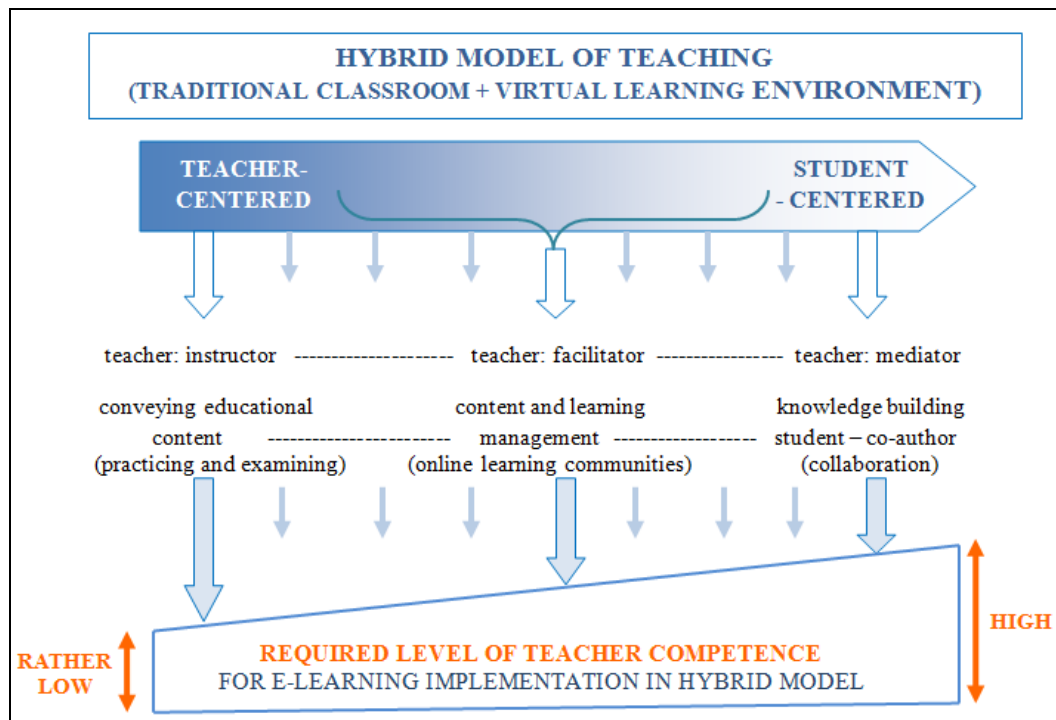 HYBRID MODEL OF TEACHING
(TRADITIONAL CLASSROOM + VIRTUAL LEARNING ENVIRONMENT)
TEACHER-
CENTERED
STUDENT
- CENTERED
teacher: instructor ---------------------- teacher: facilitator ----------------- teacher: mediator
conveying educational
content
(practicing and examining)
content and learning
management
(online learning communities)
knowledge building
student – co-author
(collaboration)
RATHER
LOW
REQUIRED LEVEL OF TEACHER COMPETENCE
FOR E-LEARNING IMPLEMENTATION IN HYBRID MODEL
HIGH